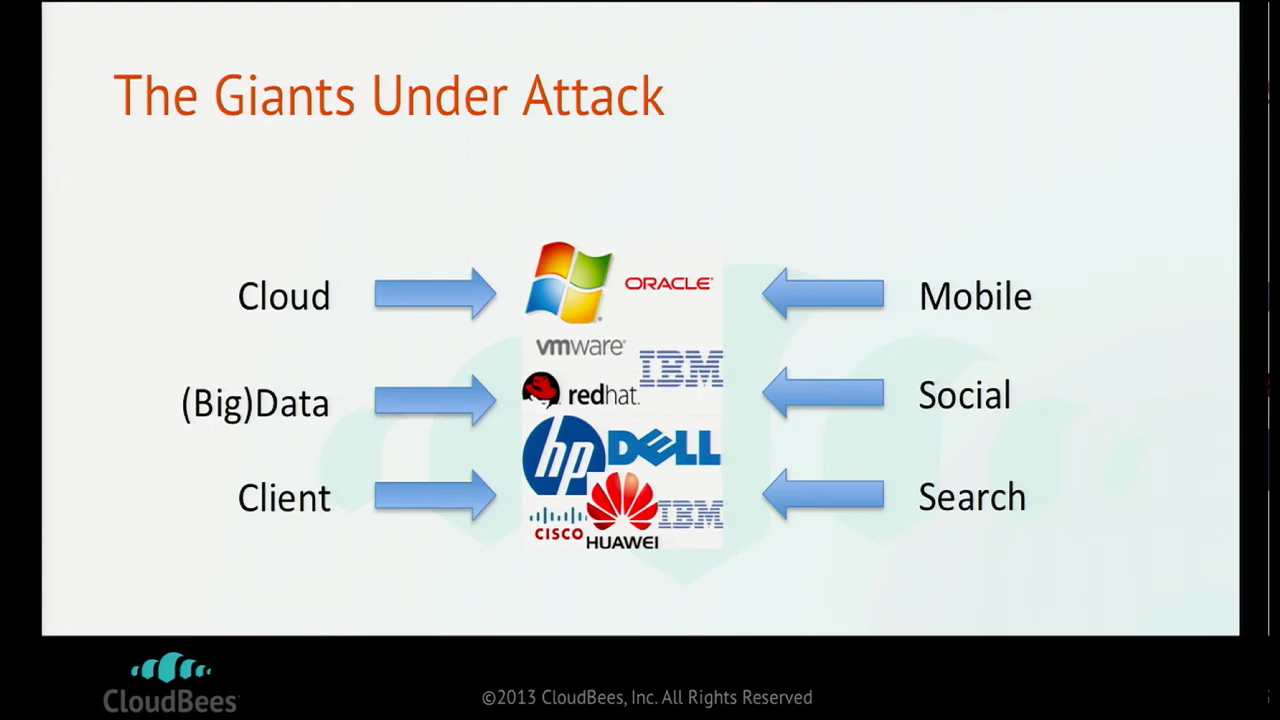 The Giants Under Attack
Cloud
ORACLE
Mobile
vmware
IBM
(Big)Data
redhat.
Social
hp
DELL
Client
Search
CISCO
HUAWEI
IBM
CloudBees
©2013 CloudBees, Inc. All Rights Reserved